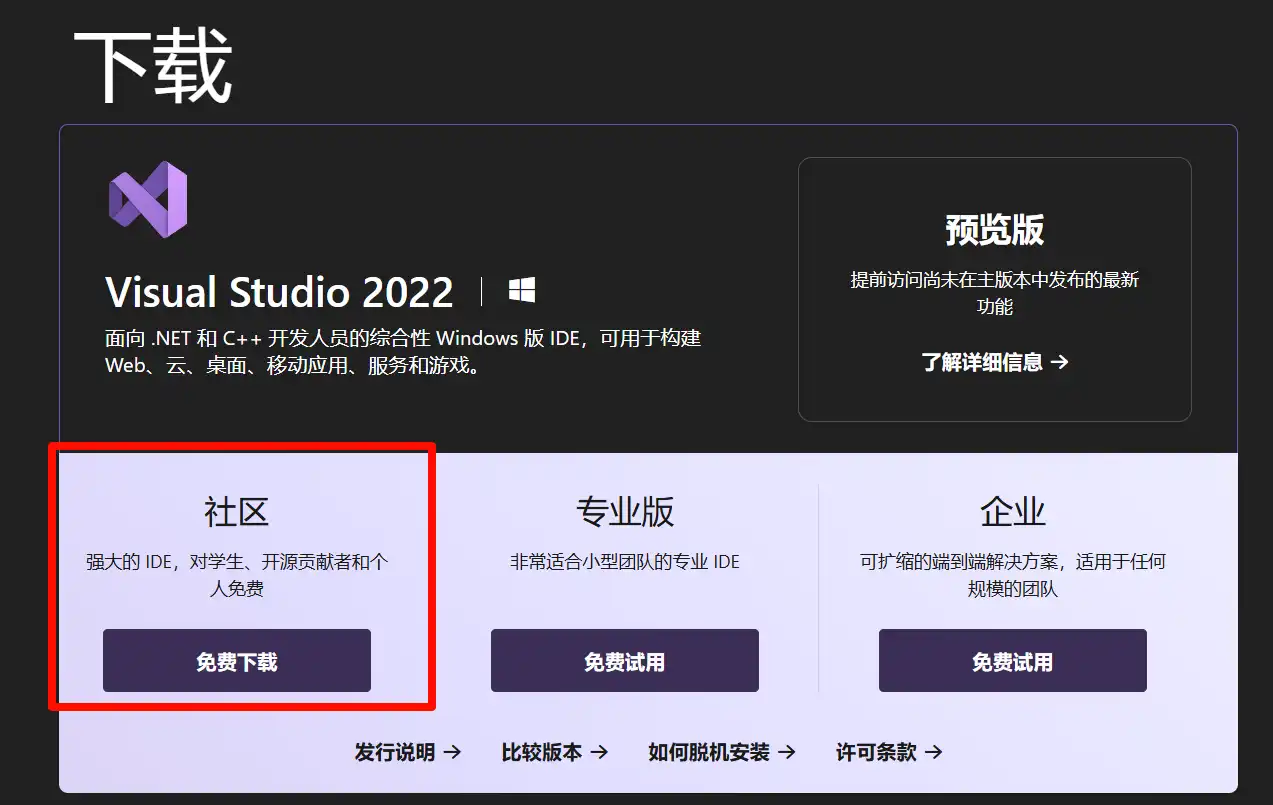 下载
Visual Studio 2022
面向 .NET 和 C++ 开发人员的综合性 Windows 版 IDE，可用于构建
Web、云、桌面、移动应用、服务和游戏。
预览版
提前访问尚未在主版本中发布的最新
功能
了解详细信息 →
社区
强大的 IDE，对学生、开源贡献者和个
人免费
免费下载
专业版
非常适合小型团队的专业 IDE
免费试用
企业
可扩缩的端到端解决方案，适用于任何
规模的团队
免费试用
发行说明 →
比较版本 →
如何脱机安装 →
许可条款 →